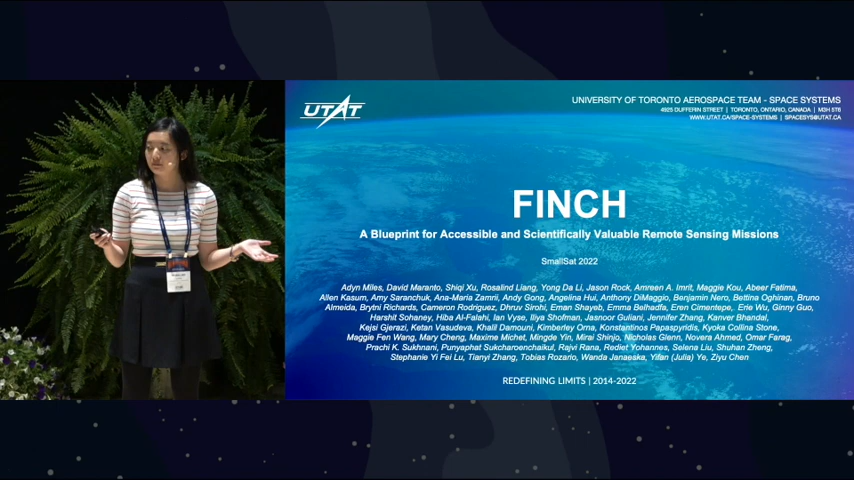 UTAT
UNIVERSITY OF TORONTO AEROSPACE TEAM - SPACE SYSTEMS
4925 DUFFERIN STREET | TORONTO, ONTARIO, CANADA | M3H 5T6
WWW.UTAT.CA/SPACE-SYSTEMS | SPACESYS@UTAT.CA
FINCH
A Blueprint for Accessible and Scientifically Valuable Remote Sensing Missions
SmallSat 2022
Adyn Miles, David Maranto, Shiqi Xu, Rosalind Liang, Yong Da Li, Jason Rock, Amreen A. Imrit, Maggie Kou, Abeer Fatima,
Allen Kasum, Amy Saranchuk, Ana-Maria Zamrii, Andy Gong, Angelina Hui, Anthony DiMaggio, Benjamin Nero, Bettina Oghinan, Bruno
Almeida, Brytni Richards, Cameron Rodriguez, Dhruv Sirohi, Eman Shayeb, Emma Belhadfa, Eren Cimentepe, Erie Wu, Ginny Guo,
Harshit Sohaney, Hiba Al-Falahi, Ian Vyse, Iliya Shofman, Jasnoor Guliani, Jennifer Zhang, Kanver Bhandal,
Kejsi Gjerazi, Ketan Vasudeva, Khalil Damouni, Kimberley Orna, Konstantinos Papaspyridis, Kyoka Collina Stone,
Maggie Fen Wang, Mary Cheng, Maxime Michet, Mingde Yin, Mirai Shinjo, Nicholas Glenn, Novera Ahmed, Omar Farag,
Prachi K. Sukhnani, Punyaphat Sukcharoenchaikul, Rajvi Rana, Rediet Yohannes, Selena Liu, Shuhan Zheng,
Stephanie Yi Fei Lu, Tianyi Zhang, Tobias Rozario, Wanda Janaeska, Yifan (Julia) Ye, Ziyu Chen
REDEFINING LIMITS | 2014-2022